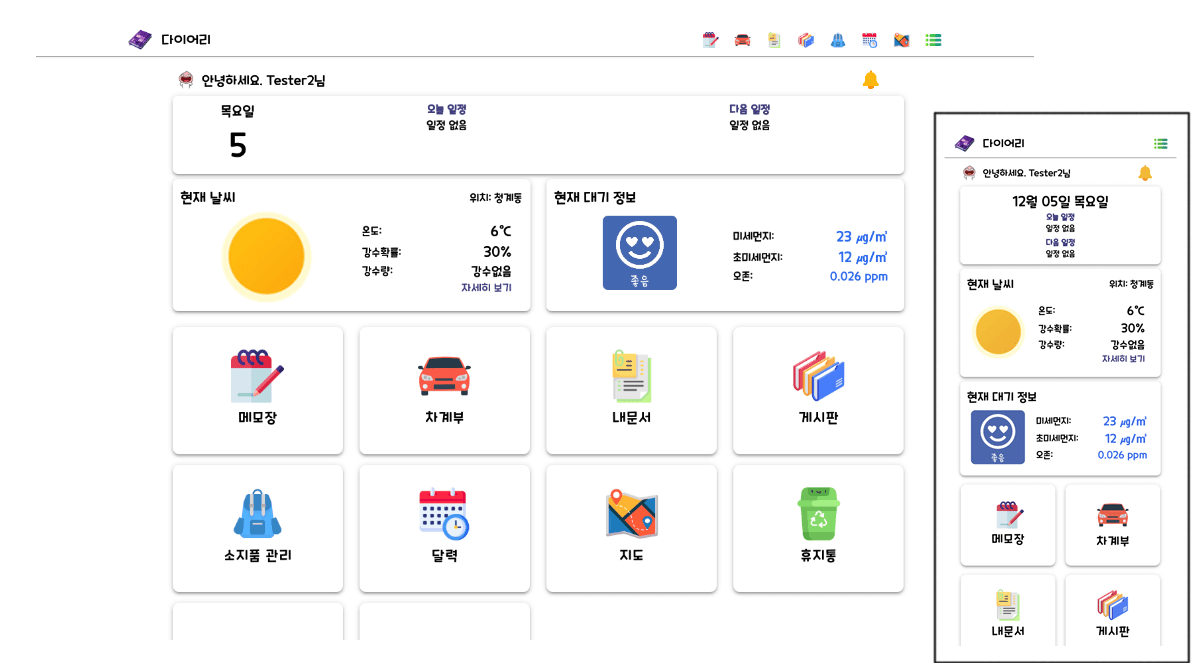 다이어리
안녕하세요. Tester2님
목요일
5
오늘 일정
일정 없음
다음 일정
일정 없음
현재 날씨
위치: 청계동
온도: 6℃
강수확률: 30%
강수량: 강수없음
자세히 보기
현재 대기 정보
좋음
미세먼지: 23 ㎍/㎥
초미세먼지: 12 ㎍/㎥
오존: 0.026 ppm
메모장
차계부
내문서
게시판
소지품 관리
달력
지도
휴지통
다이어리
안녕하세요. Tester2님
12월 05일 목요일
오늘 일정
일정 없음
다음 일정
일정 없음
현재 날씨
위치: 청계동
온도: 6℃
강수확률: 30%
강수량: 강수없음
자세히 보기
현재 대기 정보
좋음
미세먼지: 23 ㎍/㎥
초미세먼지: 12 ㎍/㎥
오존: 0.026 ppm
메모장
차계부
내문서
게시판